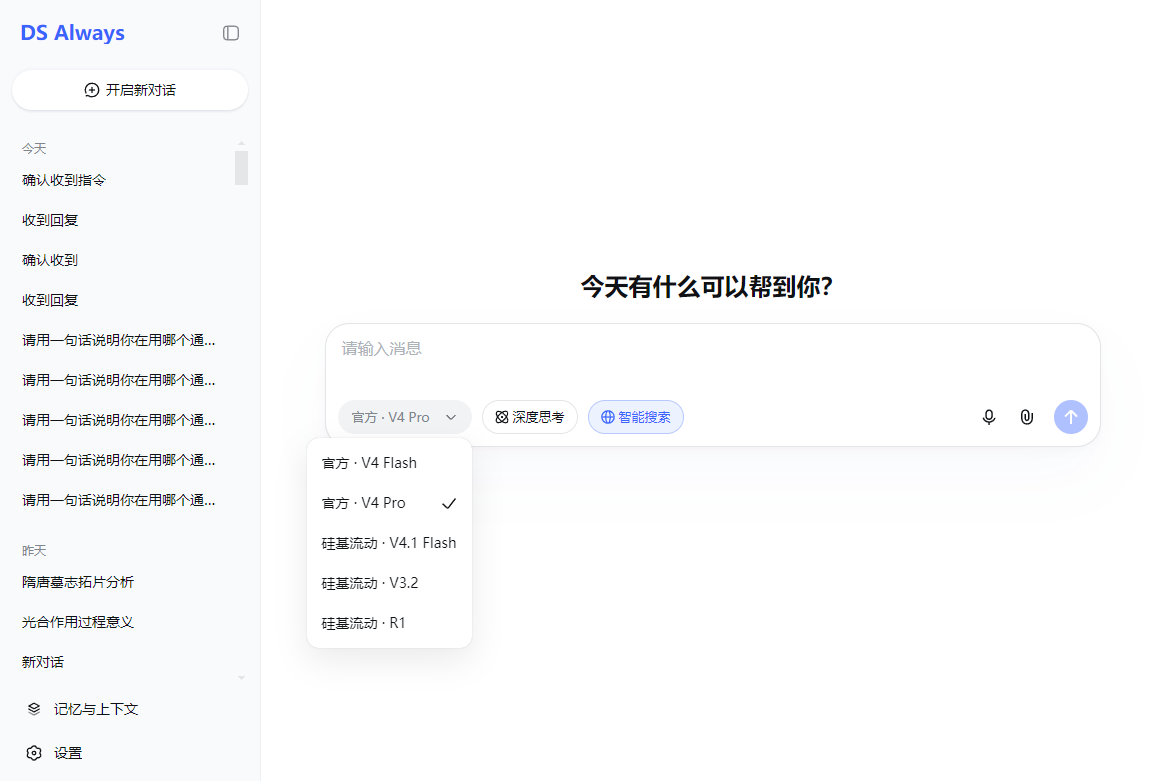 DS Always
开启新对话
今天
确认收到指令
收到回复
确认收到
收到回复
请用一句话说明你在用哪个通...
请用一句话说明你在用哪个通...
请用一句话说明你在用哪个通...
请用一句话说明你在用哪个通...
请用一句话说明你在用哪个通...
昨天
隋唐墓志拓片分析
光合作用过程意义
新对话
记忆与上下文
设置
今天有什么可以帮到你?
请输入消息
官方 · V4 Pro
深度思考
智能搜索
官方 · V4 Flash
官方 · V4 Pro
硅基流动 · V4.1 Flash
硅基流动 · V3.2
硅基流动 · R1